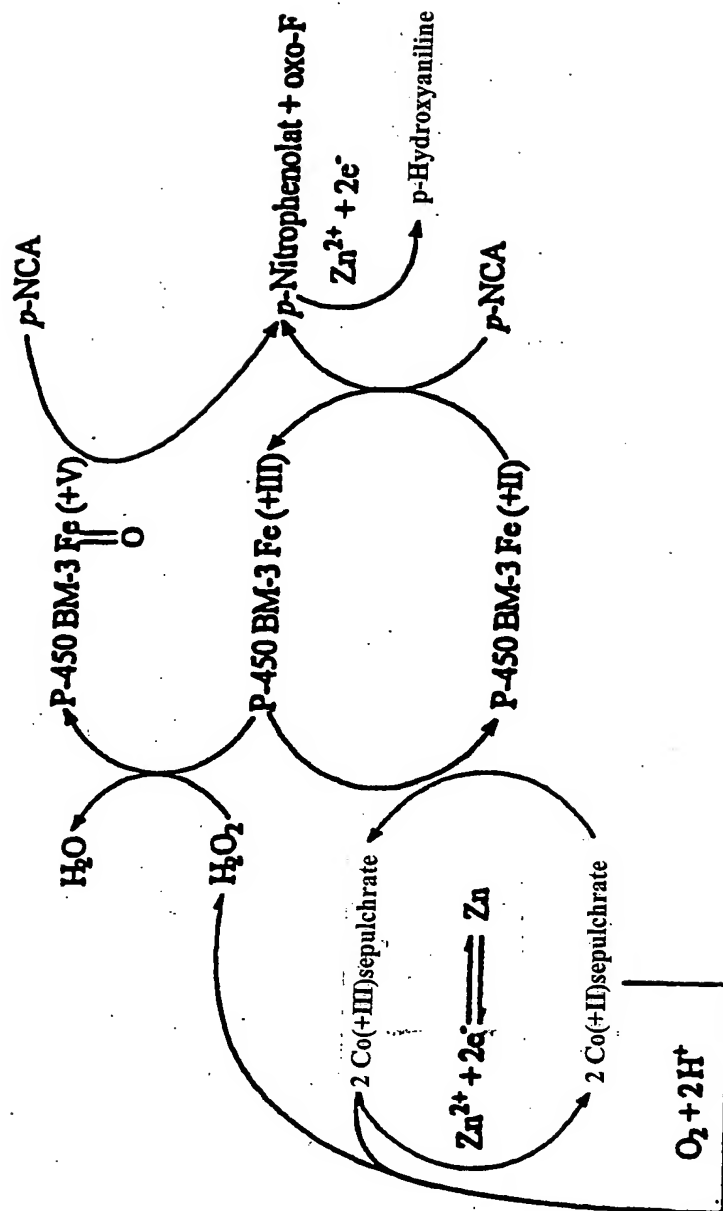 p-NCA
P-450 BM-3 Fe (+V)
O
H₂O
p-Nitrophenolat + oxo-F
Zn²⁺ + 2e⁻
p-Hydroxyaniline
P-450 BM-3 Fe (+III)
H₂O₂
p-NCA
P-450 BM-3 Fe (+II)
2 Co(+III)sepulchrate
Zn²⁺ + 2e⁻ ⇌ Zn
2 Co(+II)sepulchrate
O₂ + 2H⁺